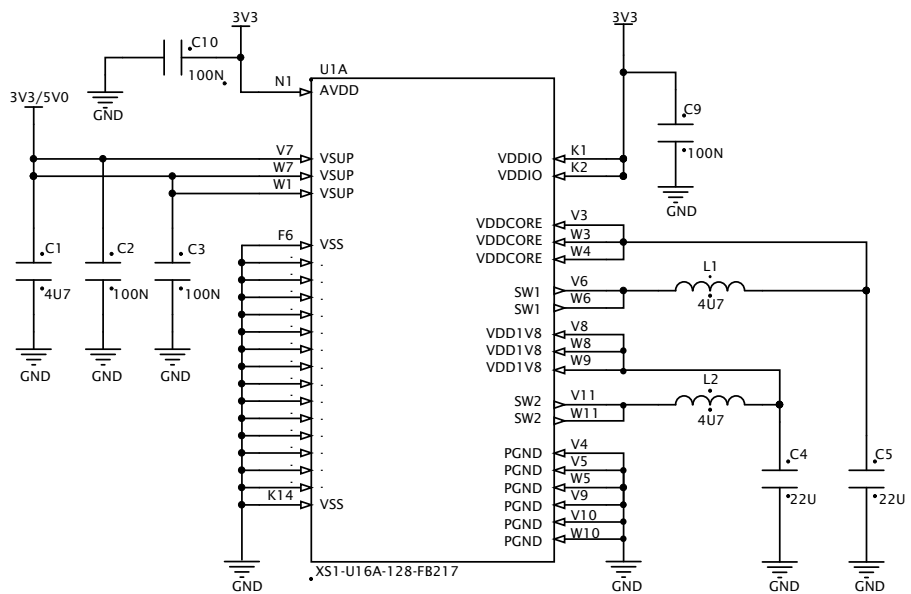 3V3
C10
100N
GND
N1
U1A
AVDD
3V3
C9
100N
GND
3V3/5V0
V7
VSUP
W7
VSUP
W1
VSUP
VDDIO
K1
VDDIO
K2
F6
VSS
VDDCORE
V3
VDDCORE
W3
VDDCORE
W4
C1
4U7
GND
C2
100N
GND
C3
100N
GND
SW1
V6
SW1
W6
L1
4U7
VDD1V8
V8
VDD1V8
W8
VDD1V8
W9
SW2
V11
SW2
W11
L2
4U7
PGND
V4
PGND
V5
PGND
W5
PGND
V9
PGND
V10
PGND
W10
K14
VSS
C4
22U
C5
22U
GND
XS1-U16A-128-FB217
GND
GND
GND